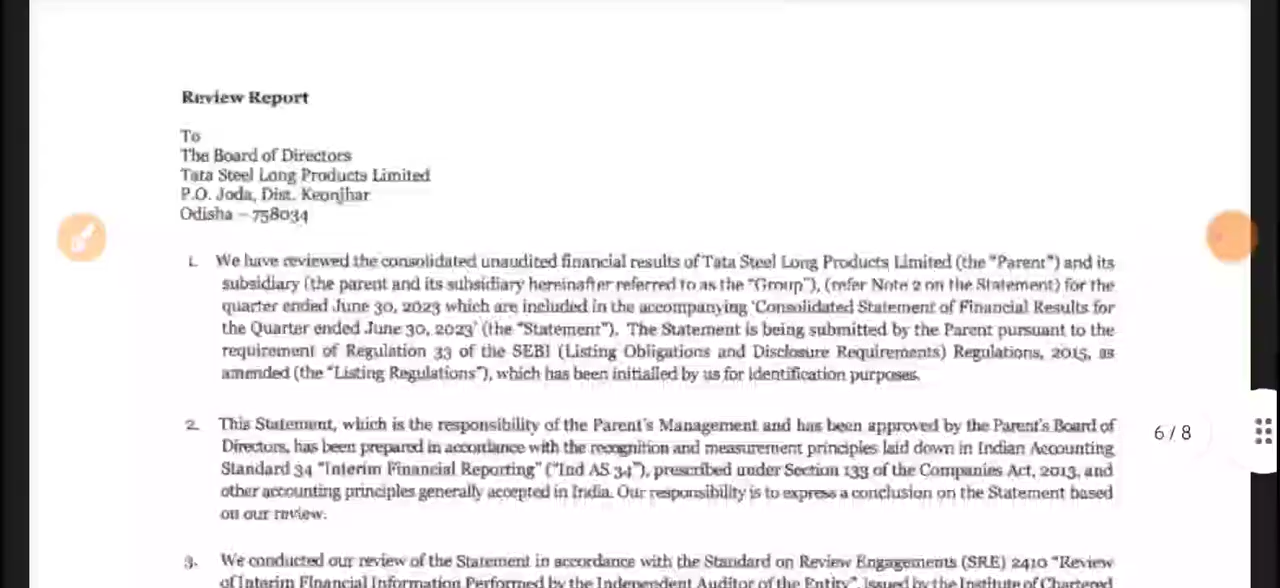 Review Report
To
The Board of Directors
Tata Steel Long Products Limited
P.O. Joda, Dist. Keonjhar
Odisha – 758034
1. We have reviewed the consolidated unaudited financial results of Tata Steel Long Products Limited (the "Parent") and its
subsidiary (the parent and its subsidiary hereinafter referred to as the "Group"), (refer Note 2 on the Statement) for the
quarter ended June 30, 2023 which are included in the accompanying 'Consolidated Statement of Financial Results for
the Quarter ended June 30, 2023' (the "Statement"). The Statement is being submitted by the Parent pursuant to the
requirement of Regulation 33 of the SEBI (Listing Obligations and Disclosure Requirements) Regulations, 2015, as
amended (the "Listing Regulations"), which has been initialled by us for identification purposes.
2. This Statement, which is the responsibility of the Parent's Management and has been approved by the Parent's Board of
Directors, has been prepared in accordance with the recognition and measurement principles laid down in Indian Accounting
6 / 8
Standard 34 "Interim Financial Reporting" ("Ind AS 34"), prescribed under Section 133 of the Companies Act, 2013, and
other accounting principles generally accepted in India. Our responsibility is to express a conclusion on the Statement based
on our review.
3. We conducted our review of the Statement in accordance with the Standard on Review Engagements (SRE) 2410 "Review
of Interim Financial Information Performed by the Independent Auditor of the Entity", issued by the Institute of Chartered